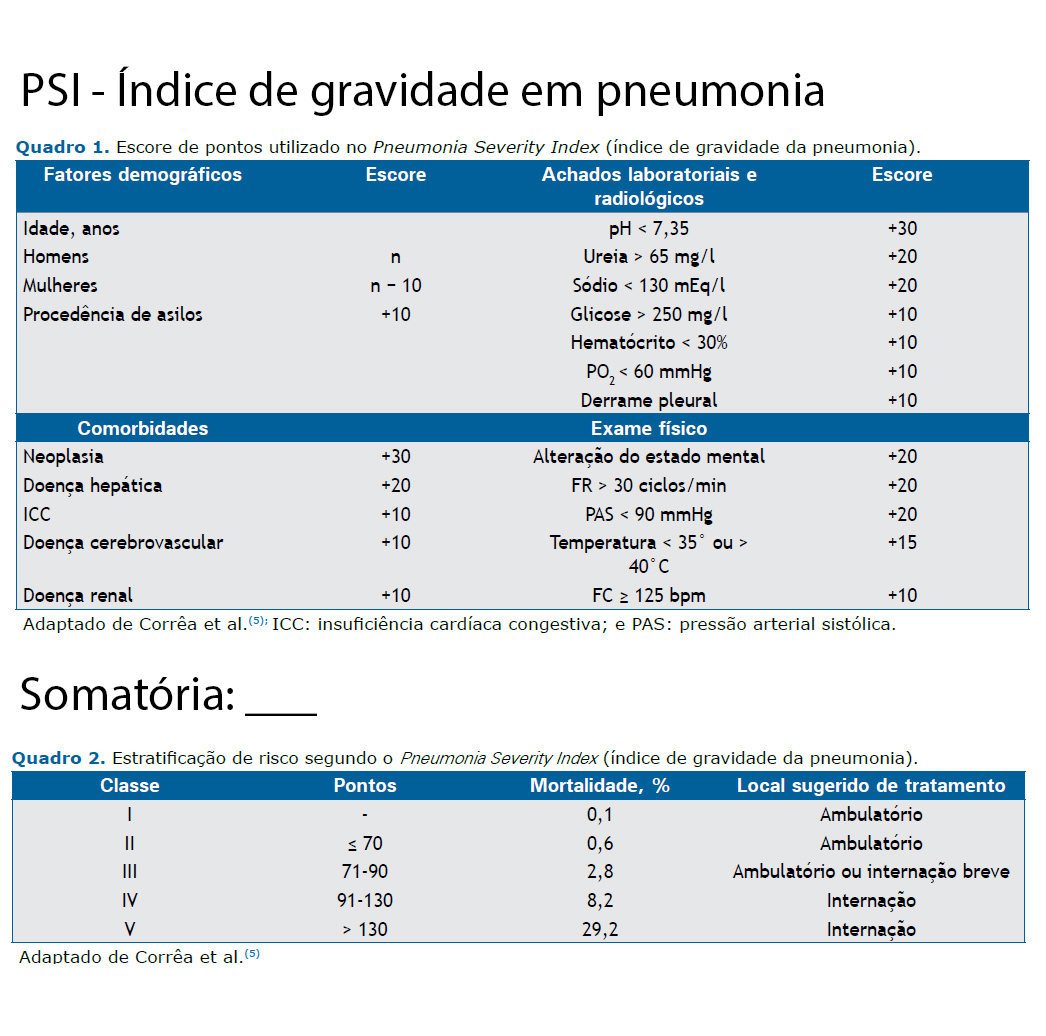 PSI - Índice de gravidade em pneumonia
Quadro 1. Escore de pontos utilizado no Pneumonia Severity Index (índice de gravidade da pneumonia).
Fatores demográficos Escore Achados laboratoriais e radiológicos Escore
Idade, anos pH < 7,35 +30
Homens n Ureia > 65 mg/l +20
Mulheres n − 10 Sódio < 130 mEq/l +20
Procedência de asilos +10 Glicose > 250 mg/l +10
Hematócrito < 30% +10
PO2 < 60 mmHg +10
Derrame pleural +10
Comorbidades Exame físico
Neoplasia +30 Alteração do estado mental +20
Doença hepática +20 FR > 30 ciclos/min +20
ICC +10 PAS < 90 mmHg +20
Doença cerebrovascular +10 Temperatura < 35° ou > 40°C +15
Doença renal +10 FC ≥ 125 bpm +10
Adaptado de Corrêa et al.(5); ICC: insuficiência cardíaca congestiva; e PAS: pressão arterial sistólica.
Somatória: ___
Quadro 2. Estratificação de risco segundo o Pneumonia Severity Index (índice de gravidade da pneumonia).
Classe Pontos Mortalidade, % Local sugerido de tratamento
I - 0,1 Ambulatório
II ≤ 70 0,6 Ambulatório
III 71-90 2,8 Ambulatório ou internação breve
IV 91-130 8,2 Internação
V > 130 29,2 Internação
Adaptado de Corrêa et al.(5)